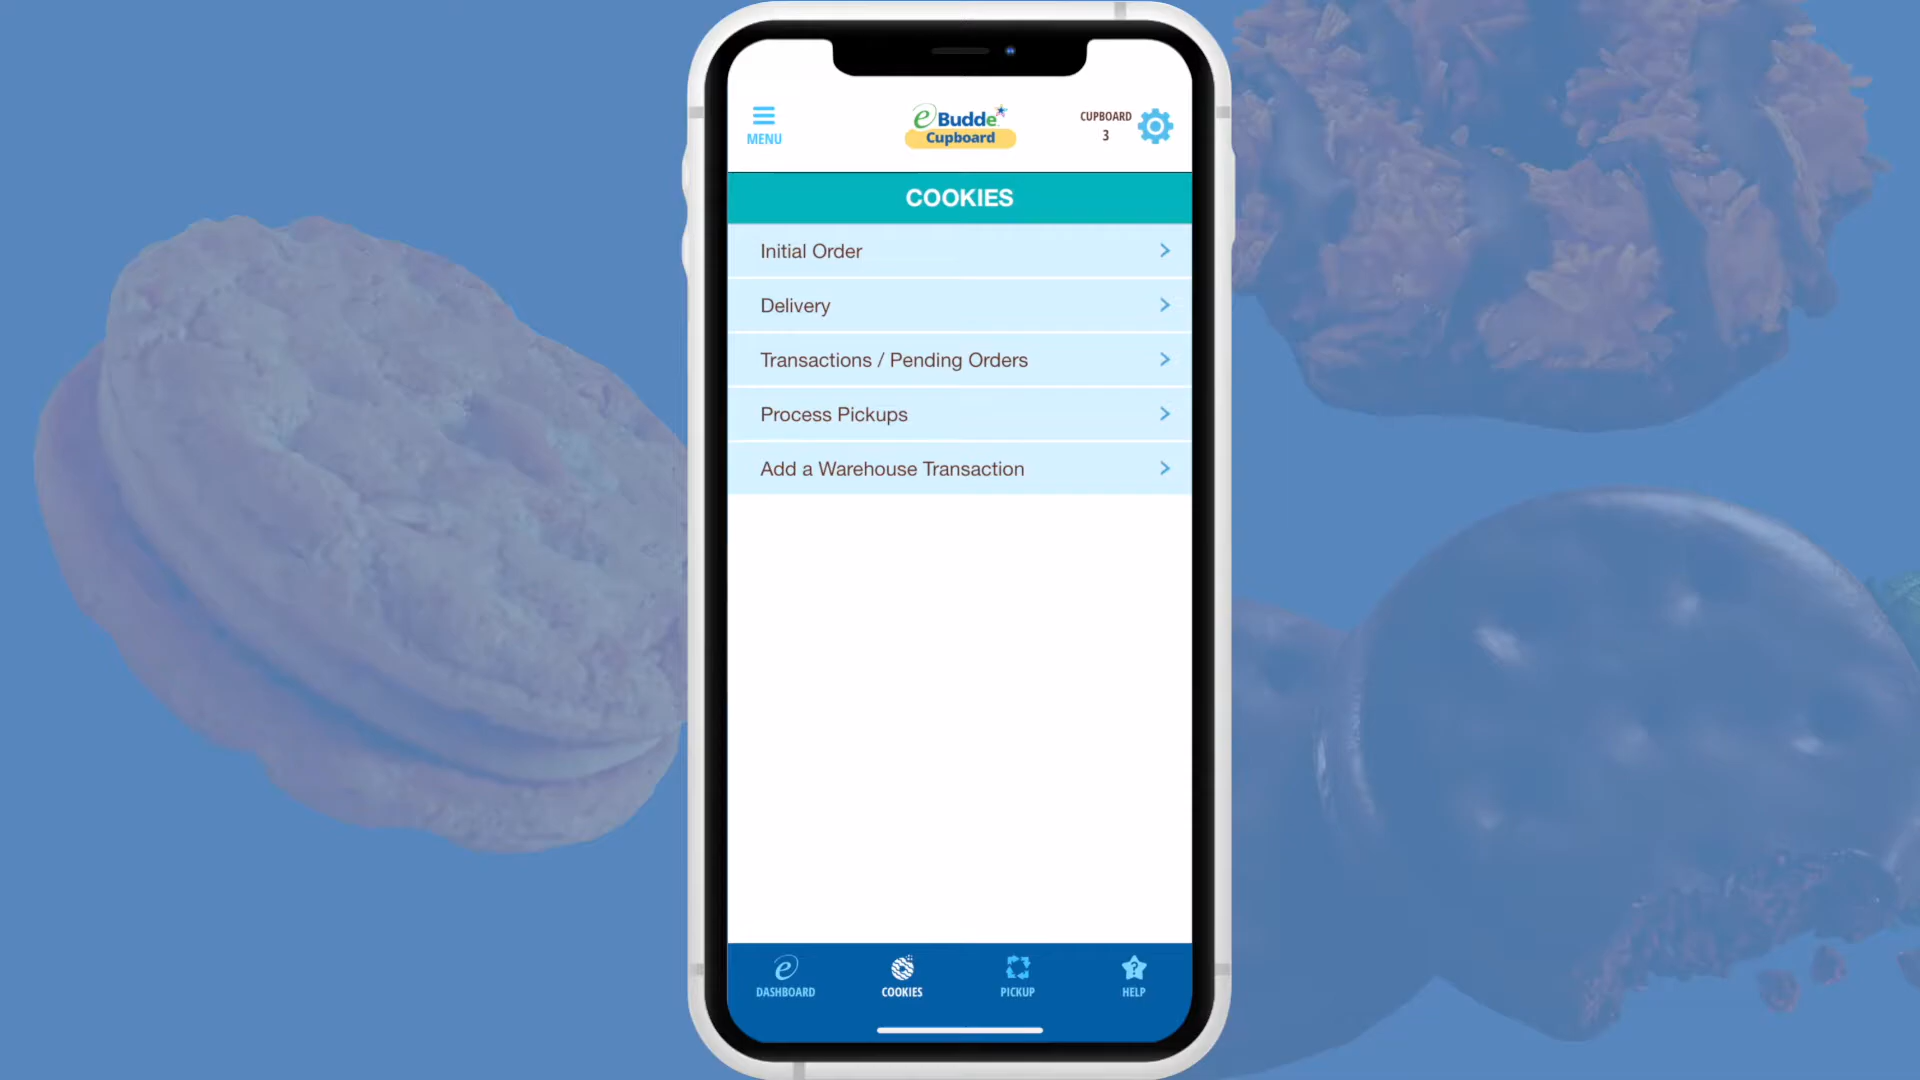 MENU
eBudde
Cupboard
CUPBOARD
3
COOKIES
Initial Order
Delivery
Transactions / Pending Orders
Process Pickups
Add a Warehouse Transaction
DASHBOARD
COOKIES
PICKUP
HELP